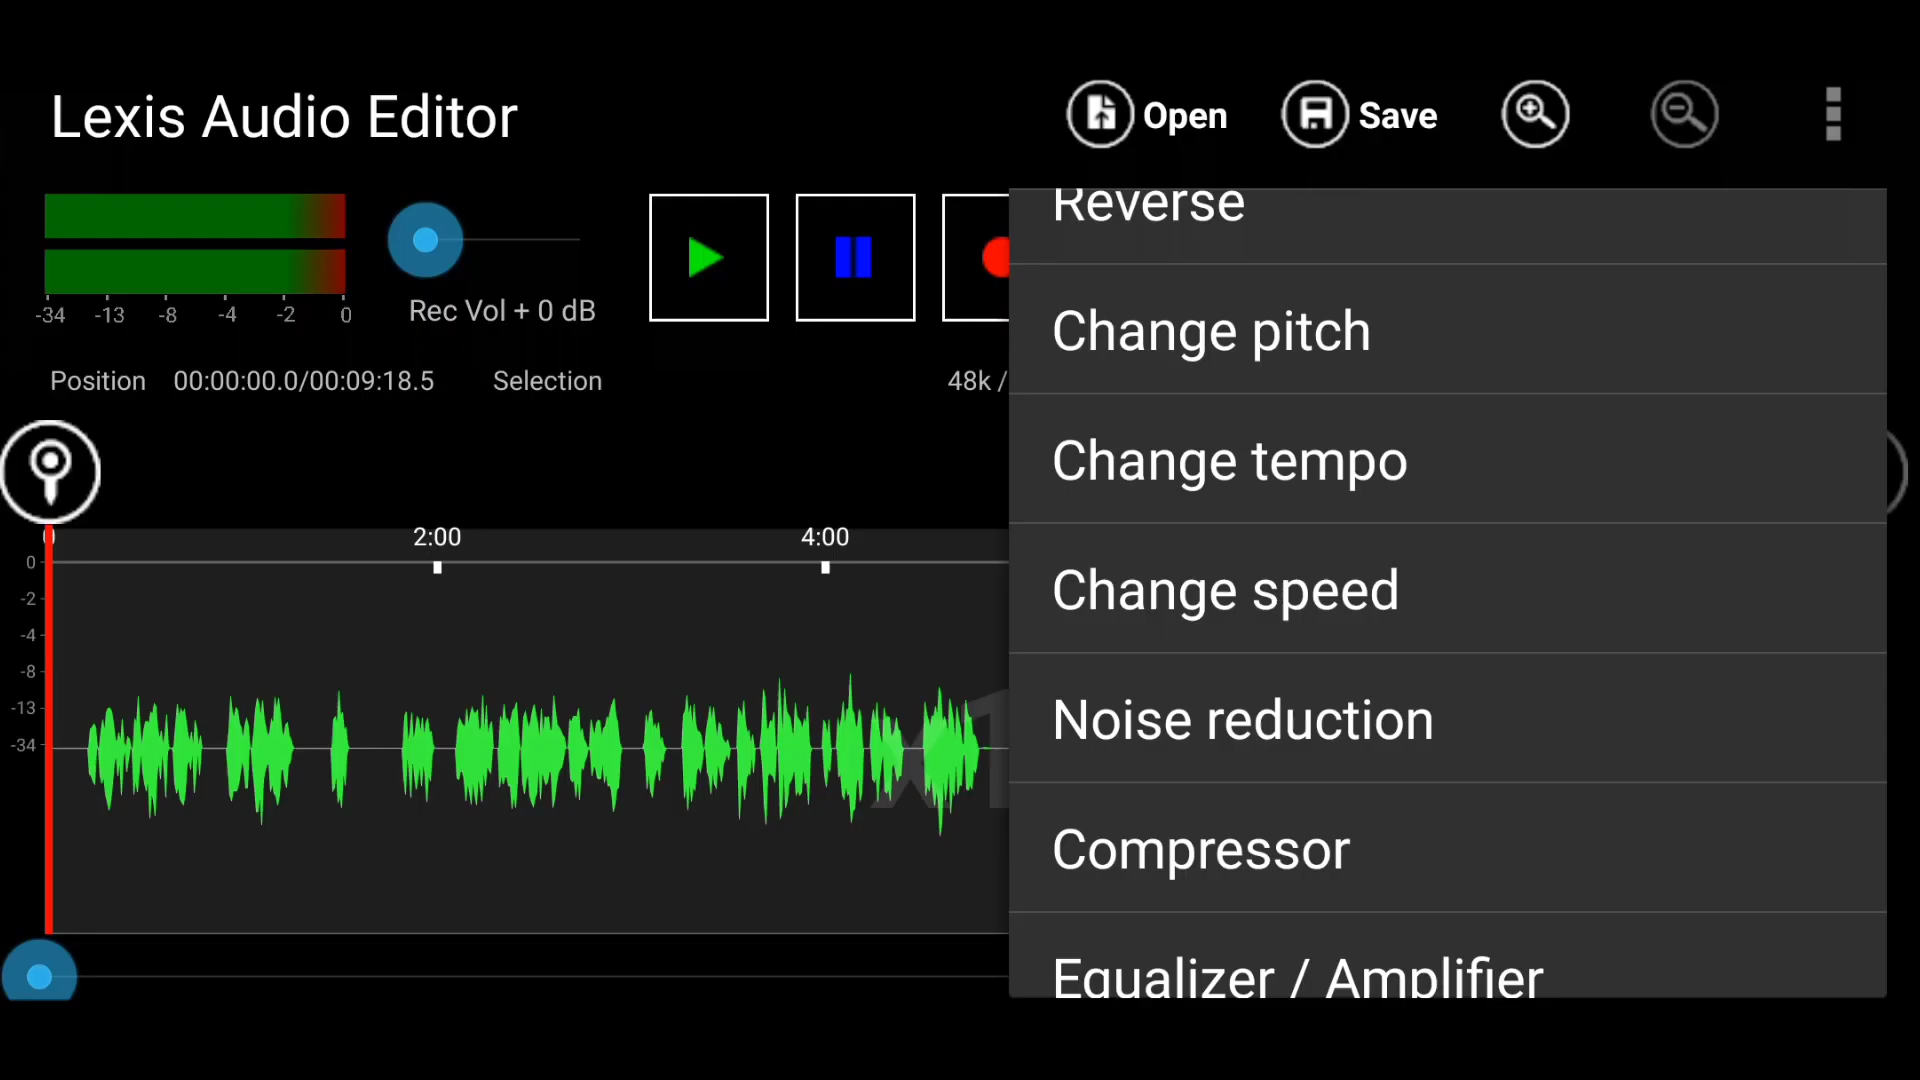 Lexis Audio Editor
Open
Save
-34 -13 -8 -4 -2 0
Rec Vol + 0 dB
Position 00:00:00.0/00:09:18.5 Selection 48k /
0 2:00 4:00
0
-2
-4
-8
-13
-34
x1
Reverse
Change pitch
Change tempo
Change speed
Noise reduction
Compressor
Equalizer / Amplifier